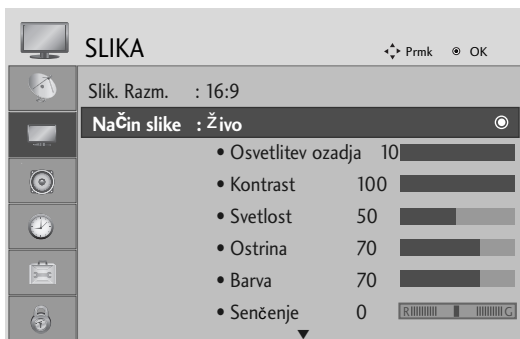 SLIKA Prmk OK
Slik. Razm. : 16:9
Način slike : Živo
• Osvetlitev ozadja 10
• Kontrast 100
• Svetlost 50
• Ostrina 70
• Barva 70
• Senčenje 0 R G